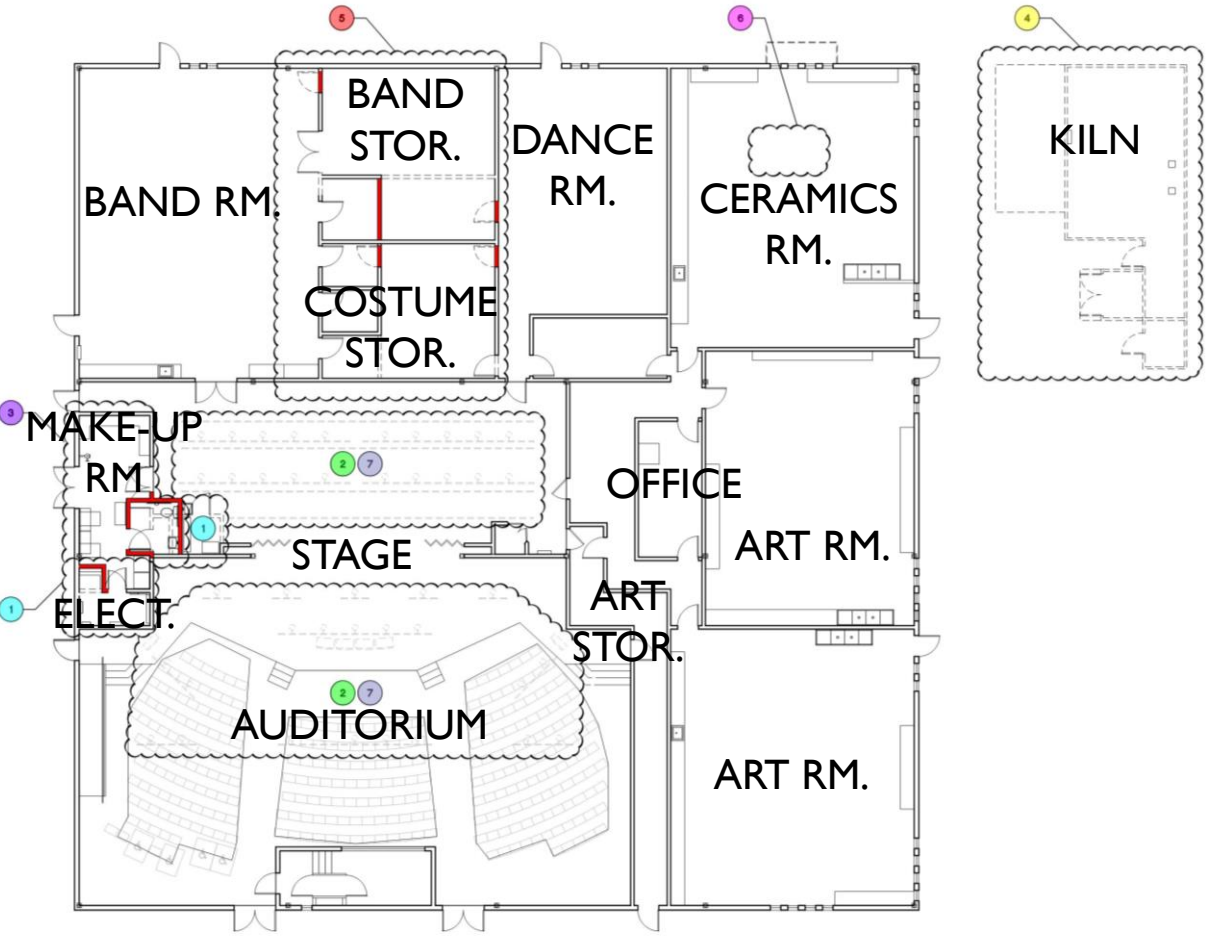 5
6
4
BAND
STOR.
DANCE
RM.
KILN
BAND RM.
CERAMICS
RM.
COSTUME
STOR.
3
MAKE-UP
RM
2 7
OFFICE
1
STAGE
ART RM.
1
ELECT.
ART
STOR.
2 7
AUDITORIUM
ART RM.